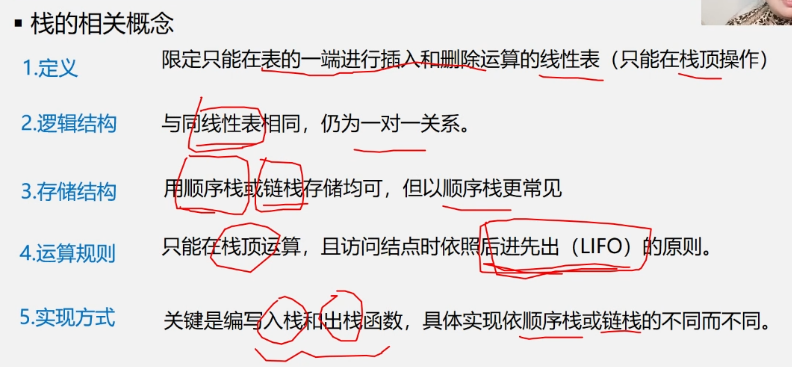 ▪ 栈的相关概念
1.定义 限定只能在表的一端进行插入和删除运算的线性表（只能在栈顶操作）
2.逻辑结构 与同线性表相同，仍为一对一关系。
3.存储结构 用顺序栈或链栈存储均可，但以顺序栈更常见
4.运算规则 只能在栈顶运算，且访问结点时依照后进先出（LIFO）的原则。
5.实现方式 关键是编写入栈和出栈函数，具体实现依顺序栈或链栈的不同而不同。